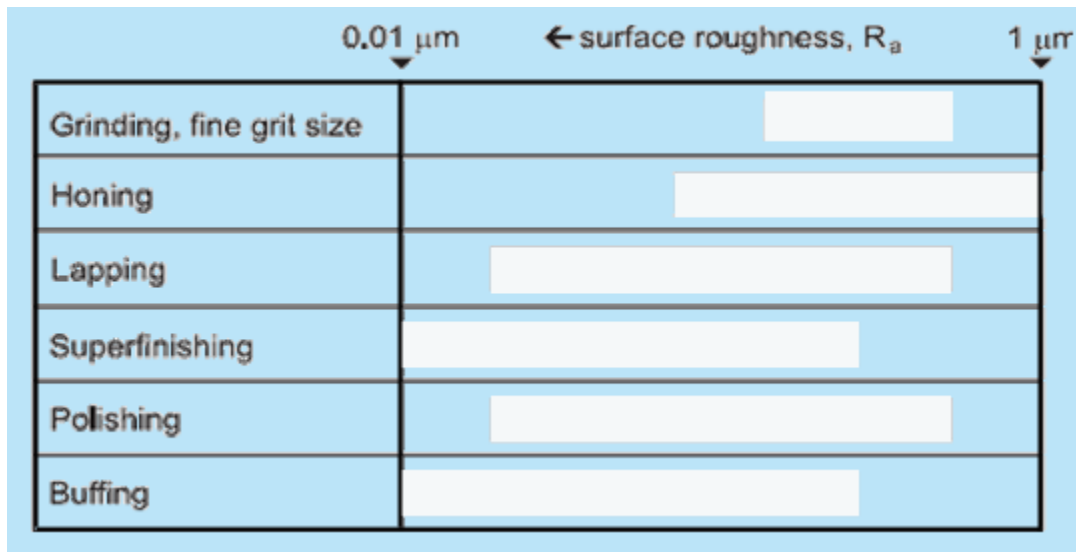 0.01 μm ← surface roughness, Rₐ 1 μm
Grinding, fine grit size
Honing
Lapping
Superfinishing
Polishing
Buffing